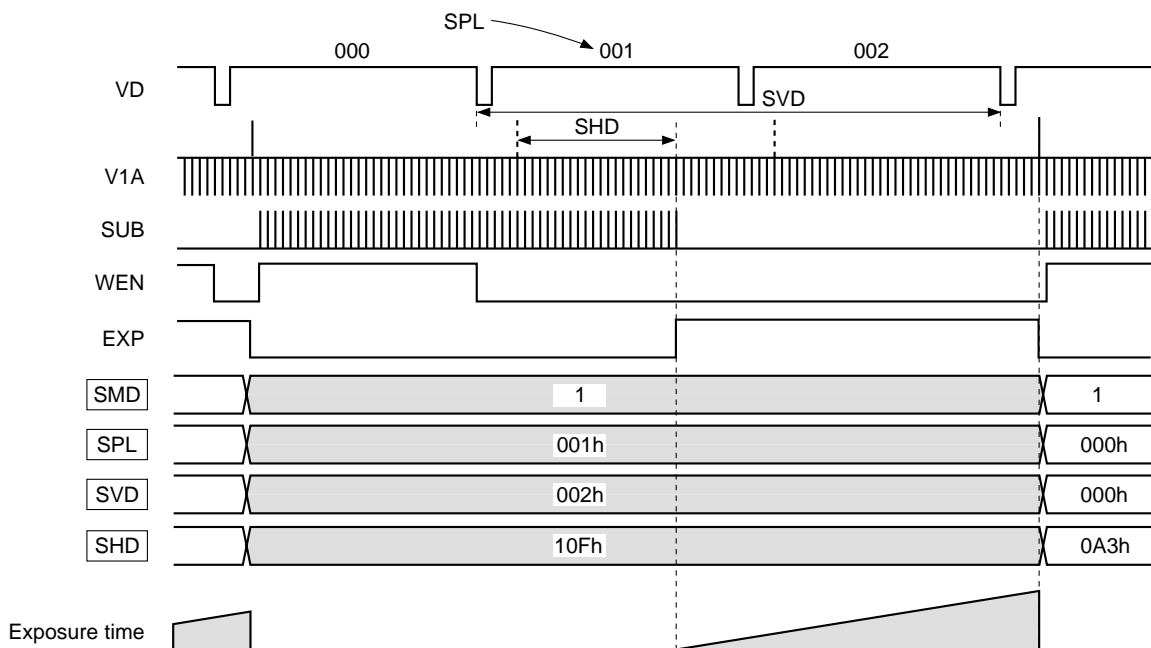 SPL
000 001 002
VD
SVD
SHD
V1A
SUB
WEN
EXP
SMD 1 1
SPL 001h 000h
SVD 002h 000h
SHD 10Fh 0A3h
Exposure time